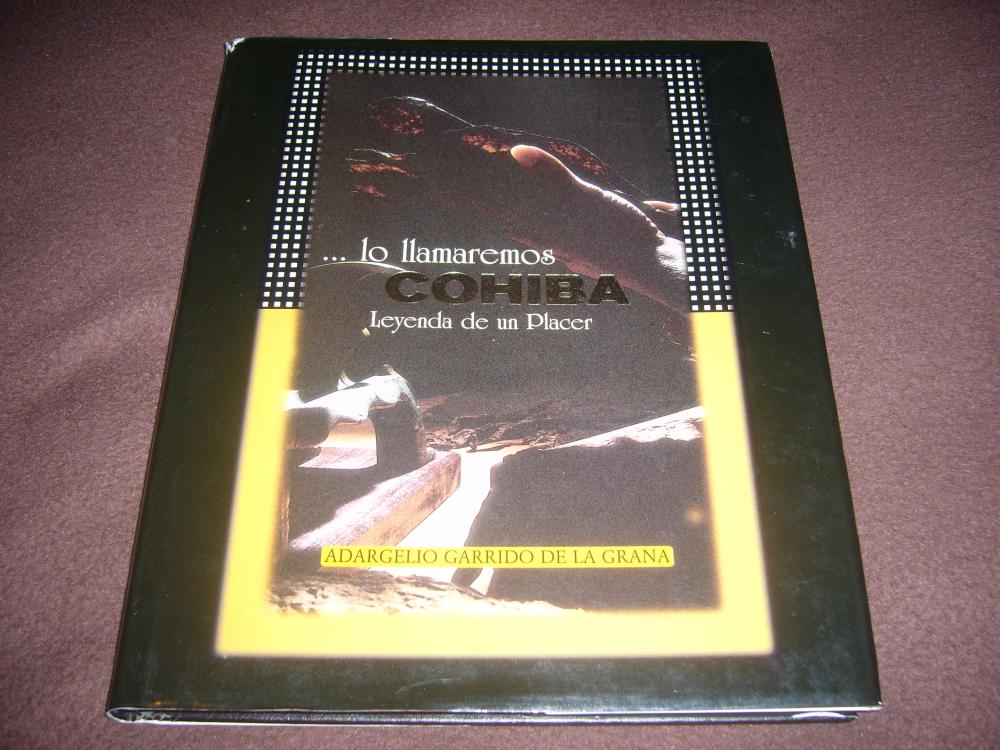 ... lo llamaremos
COHIBA
Leyenda de un Placer
ADARGELIO GARRIDO DE LA GRANA